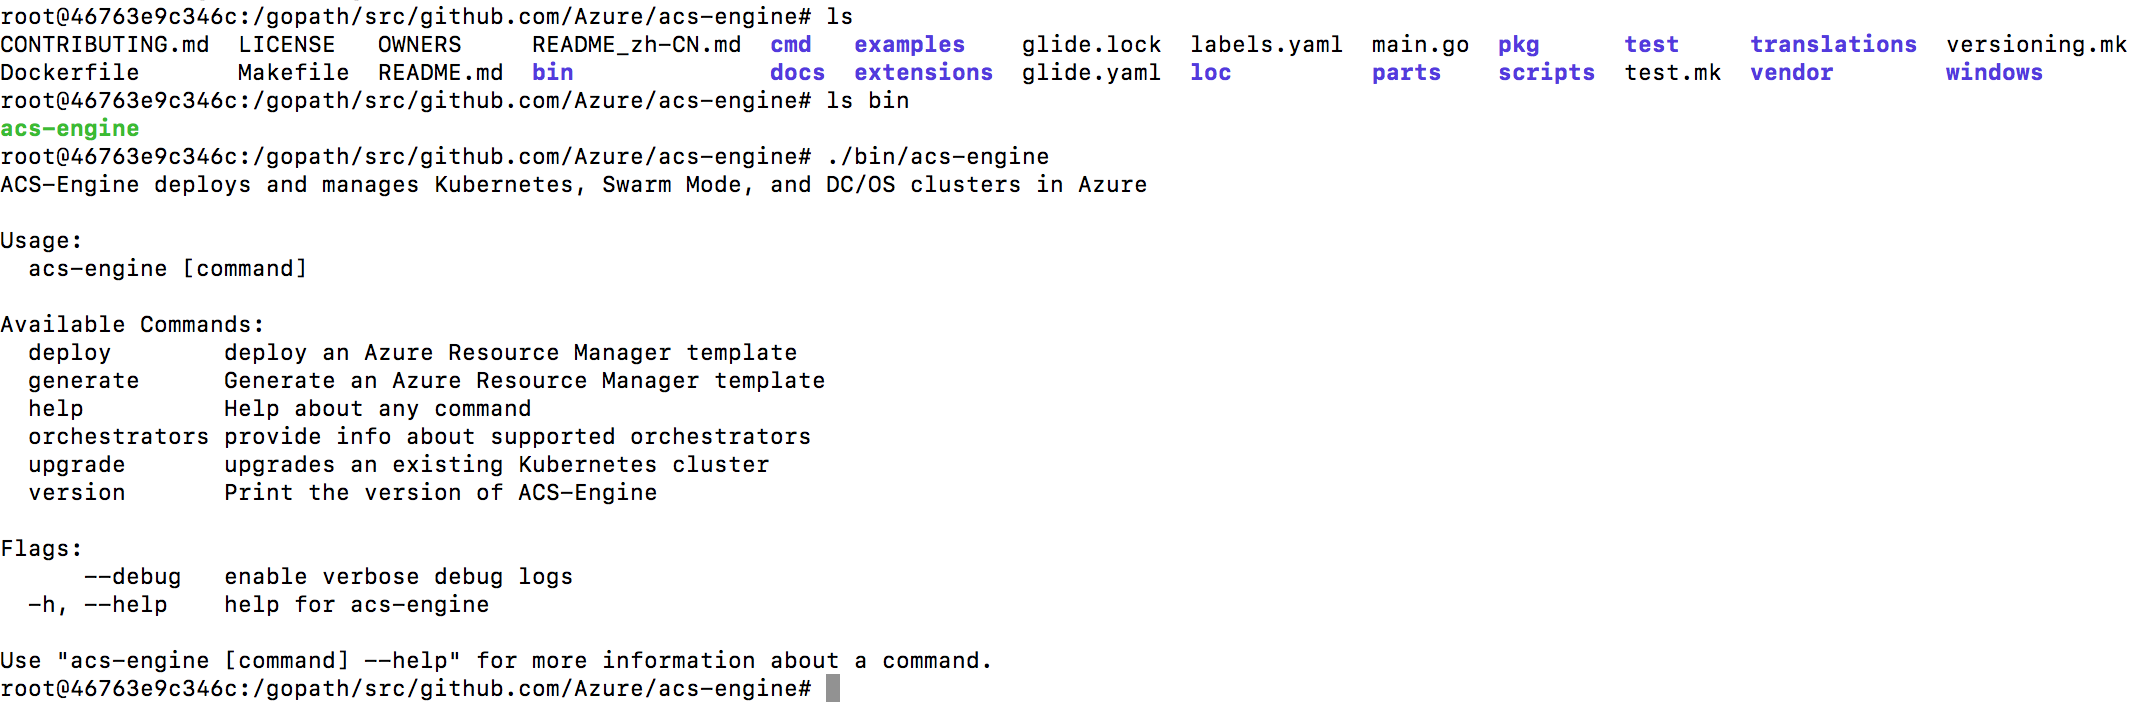 root@46763e9c346c:/gopath/src/github.com/Azure/acs-engine# ls
CONTRIBUTING.md  LICENSE   OWNERS     README_zh-CN.md  cmd   examples    glide.lock  labels.yaml  main.go  pkg      test     translations  versioning.mk
Dockerfile       Makefile  README.md  bin              docs  extensions  glide.yaml  loc          parts    scripts  test.mk  vendor        windows
root@46763e9c346c:/gopath/src/github.com/Azure/acs-engine# ls bin
acs-engine
root@46763e9c346c:/gopath/src/github.com/Azure/acs-engine# ./bin/acs-engine
ACS-Engine deploys and manages Kubernetes, Swarm Mode, and DC/OS clusters in Azure
Usage:
  acs-engine [command]
Available Commands:
  deploy        deploy an Azure Resource Manager template
  generate      Generate an Azure Resource Manager template
  help          Help about any command
  orchestrators provide info about supported orchestrators
  upgrade       upgrades an existing Kubernetes cluster
  version       Print the version of ACS-Engine
Flags:
      --debug   enable verbose debug logs
  -h, --help    help for acs-engine
Use "acs-engine [command] --help" for more information about a command.
root@46763e9c346c:/gopath/src/github.com/Azure/acs-engine#